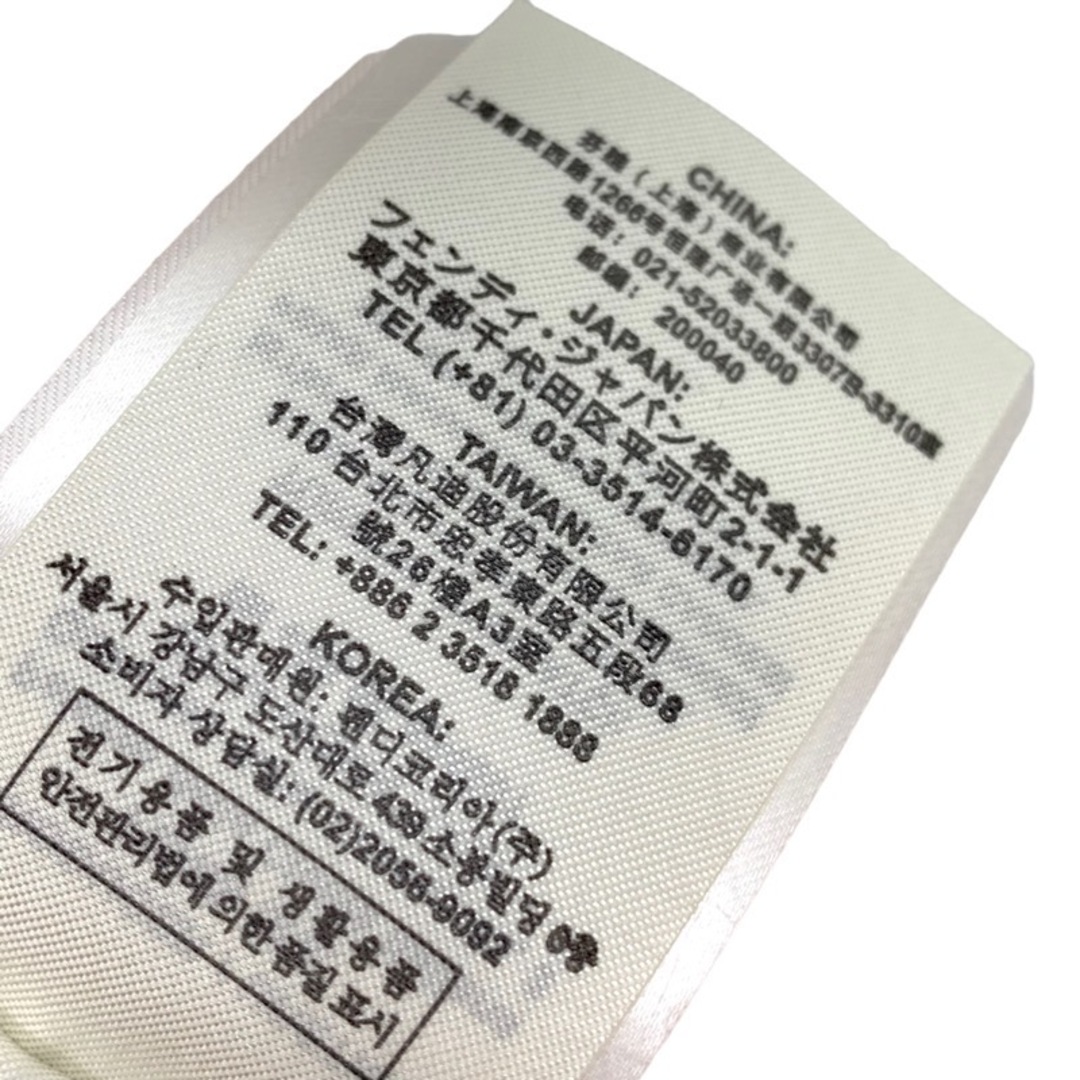 CHINA:
芬迪（上海）商业有限公司
上海南京西路1266号恒隆广场一期3307B-3310室
电话：021-52033800
邮编：200040
JAPAN:
フェンディ・ジャパン株式会社
東京都千代田区平河町2-1-1
TEL (+81) 03-3514-6170
TAIWAN:
台灣凡迪股份有限公司
110 台北市忠孝東路五段68
號26樓A3室
TEL: +886 2 3518 1888
KOREA:
수입판매원: 펜디코리아(주)
서울시 강남구 도산대로 439 소봉빌딩 6층
소비자 상담실: (02)2056-9092
전기용품 및 생활용품
안전관리법에 의한 품질표시